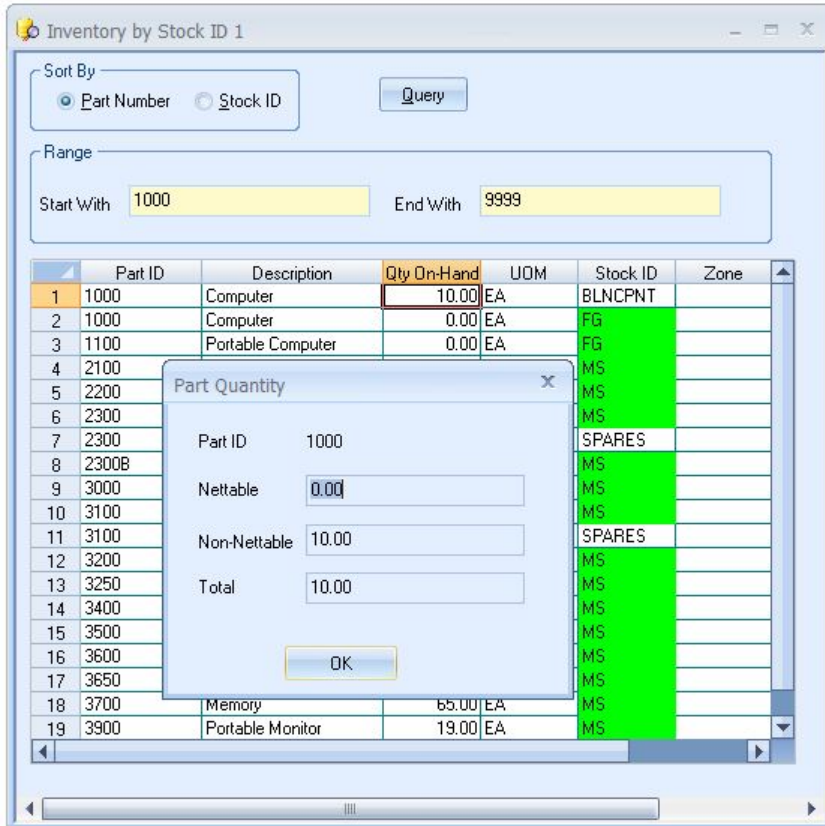 Inventory by Stock ID 1
Sort By
Part Number Stock ID Query
Range
Start With 1000 End With 9999
Part ID Description Qty On-Hand UOM Stock ID Zone
1 1000 Computer 10.00 EA BLNCPNT
2 1000 Computer 0.00 EA FG
3 1100 Portable Computer 0.00 EA FG
4 2100 MS
5 2200 MS
6 2300 MS
7 2300 SPARES
8 2300B MS
9 3000 MS
10 3100 MS
11 3100 SPARES
12 3200 MS
13 3250 MS
14 3400 MS
15 3500 MS
16 3600 MS
17 3650 MS
18 3700 Memory 65.00 EA MS
19 3900 Portable Monitor 19.00 EA MS
Part Quantity
Part ID 1000
Nettable 0.00
Non-Nettable 10.00
Total 10.00
OK